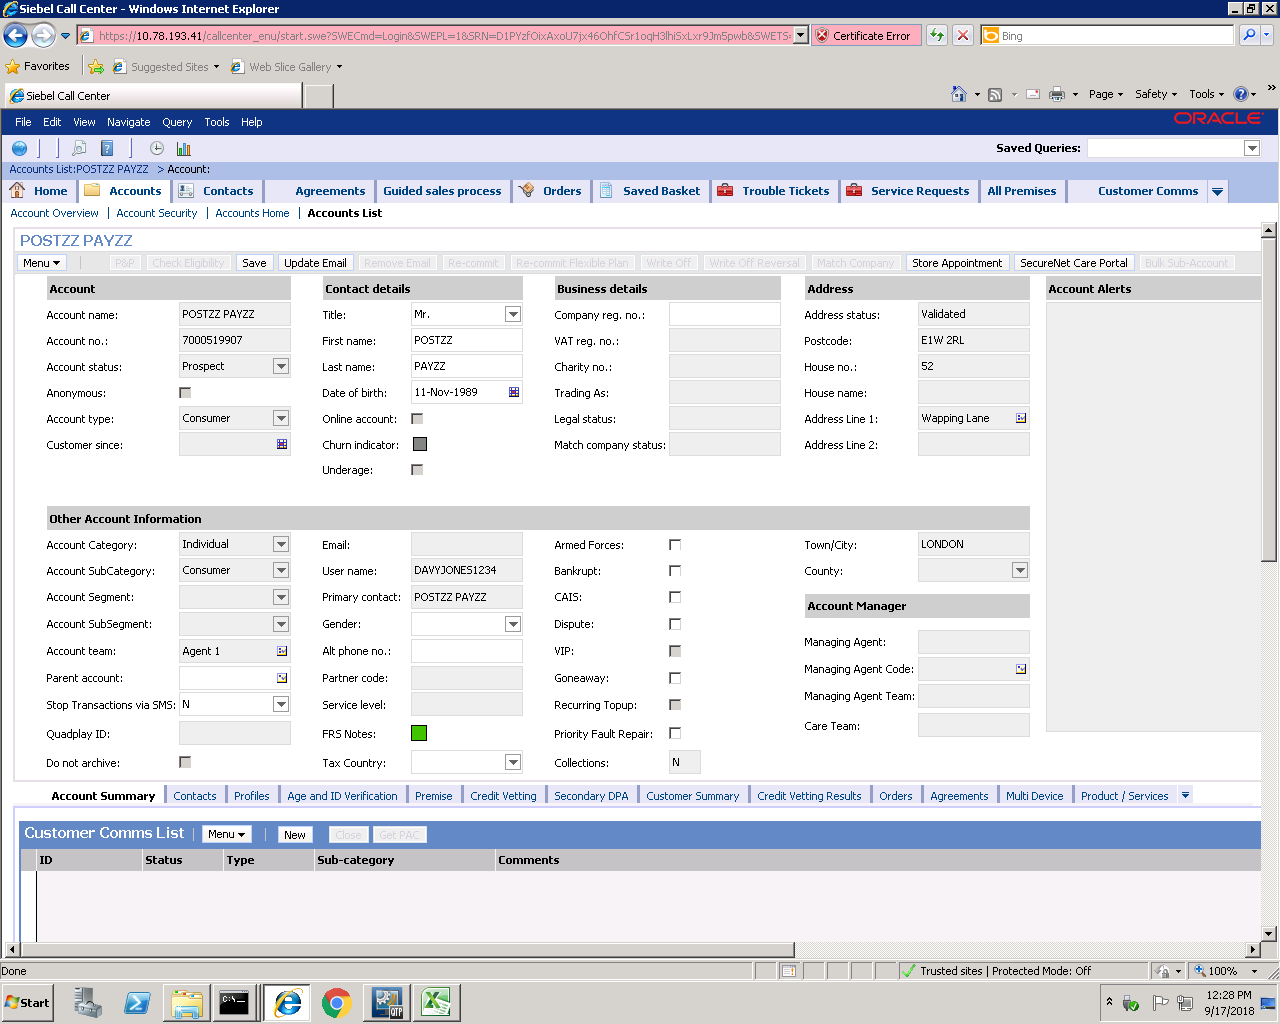 Siebel Call Center - Windows Internet Explorer
Certificate Error
Bing
Favorites Suggested Sites Web Slice Gallery
Siebel Call Center
Page Safety Tools
File Edit View Navigate Query Tools Help
ORACLE
Saved Queries:
Accounts List:POSTZZ PAYZZ > Account:
Home Accounts Contacts Agreements Guided sales process Orders Saved Basket Trouble Tickets Service Requests All Premises Customer Comms
Account Overview | Account Security | Accounts Home | Accounts List
POSTZZ PAYZZ
Menu P&P Check Eligibility Save Update Email Remove Email Re-commit Re-commit Flexible Plan Write Off Write Off Reversal Match Company Store Appointment SecureNet Care Portal Bulk Sub-Account
Account Contact details Business details Address Account Alerts
Account name: POSTZZ PAYZZ Title: Mr. Company reg. no.: Address status: Validated
Account no.: 7000519907 First name: POSTZZ VAT reg. no.: Postcode: E1W 2RL
Account status: Prospect Last name: PAYZZ Charity no.: House no.: 52
Anonymous: Date of birth: 11-Nov-1989 Trading As: House name:
Account type: Consumer Online account: Legal status: Address Line 1: Wapping Lane
Customer since: Churn indicator: Match company status: Address Line 2:
Underage:
Other Account Information
Account Category: Individual Email: Armed Forces: Town/City: LONDON
Account SubCategory: Consumer User name: DAVYJONES1234 Bankrupt: County:
Account Segment: Primary contact: POSTZZ PAYZZ CAIS: Account Manager
Account SubSegment: Gender: Dispute:
Account team: Agent 1 Alt phone no.: VIP: Managing Agent:
Parent account: Partner code: Goneaway: Managing Agent Code:
Stop Transactions via SMS: N Service level: Recurring Topup: Managing Agent Team:
Quadplay ID: FRS Notes: Priority Fault Repair: Care Team:
Do not archive: Tax Country: Collections: N
Account Summary Contacts Profiles Age and ID Verification Premise Credit Vetting Secondary DPA Customer Summary Credit Vetting Results Orders Agreements Multi Device Product / Services
Customer Comms List Menu New Close Get PAC
ID Status Type Sub-category Comments
Done Trusted sites | Protected Mode: Off 100%
Start QTP 12:28 PM
9/17/2018